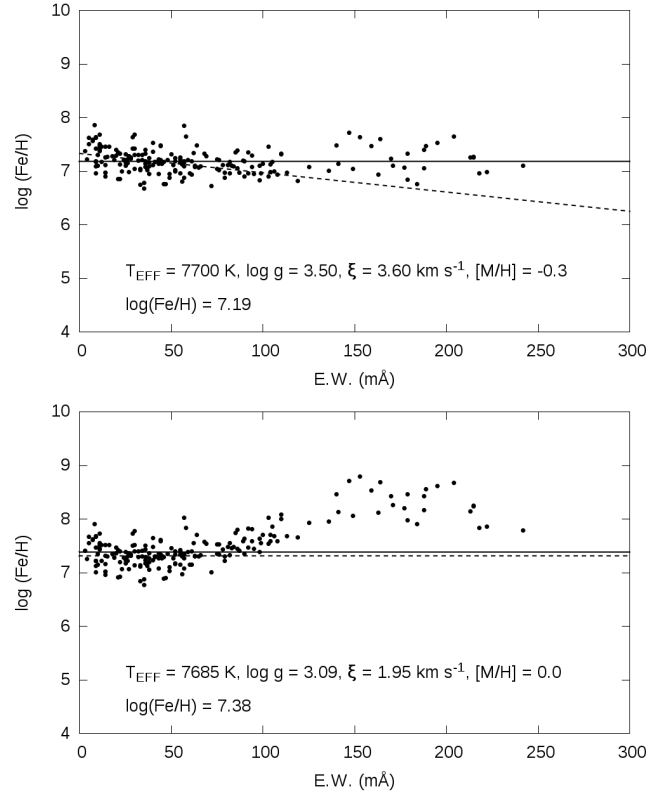 10
9
8
7
6
5
4
log (Fe/H)
T_EFF = 7700 K, log g = 3.50, ξ = 3.60 km s⁻¹, [M/H] = -0.3
log(Fe/H) = 7.19
0 50 100 150 200 250 300
E.W. (mÅ)
10
9
8
7
6
5
4
log (Fe/H)
T_EFF = 7685 K, log g = 3.09, ξ = 1.95 km s⁻¹, [M/H] = 0.0
log(Fe/H) = 7.38
0 50 100 150 200 250 300
E.W. (mÅ)